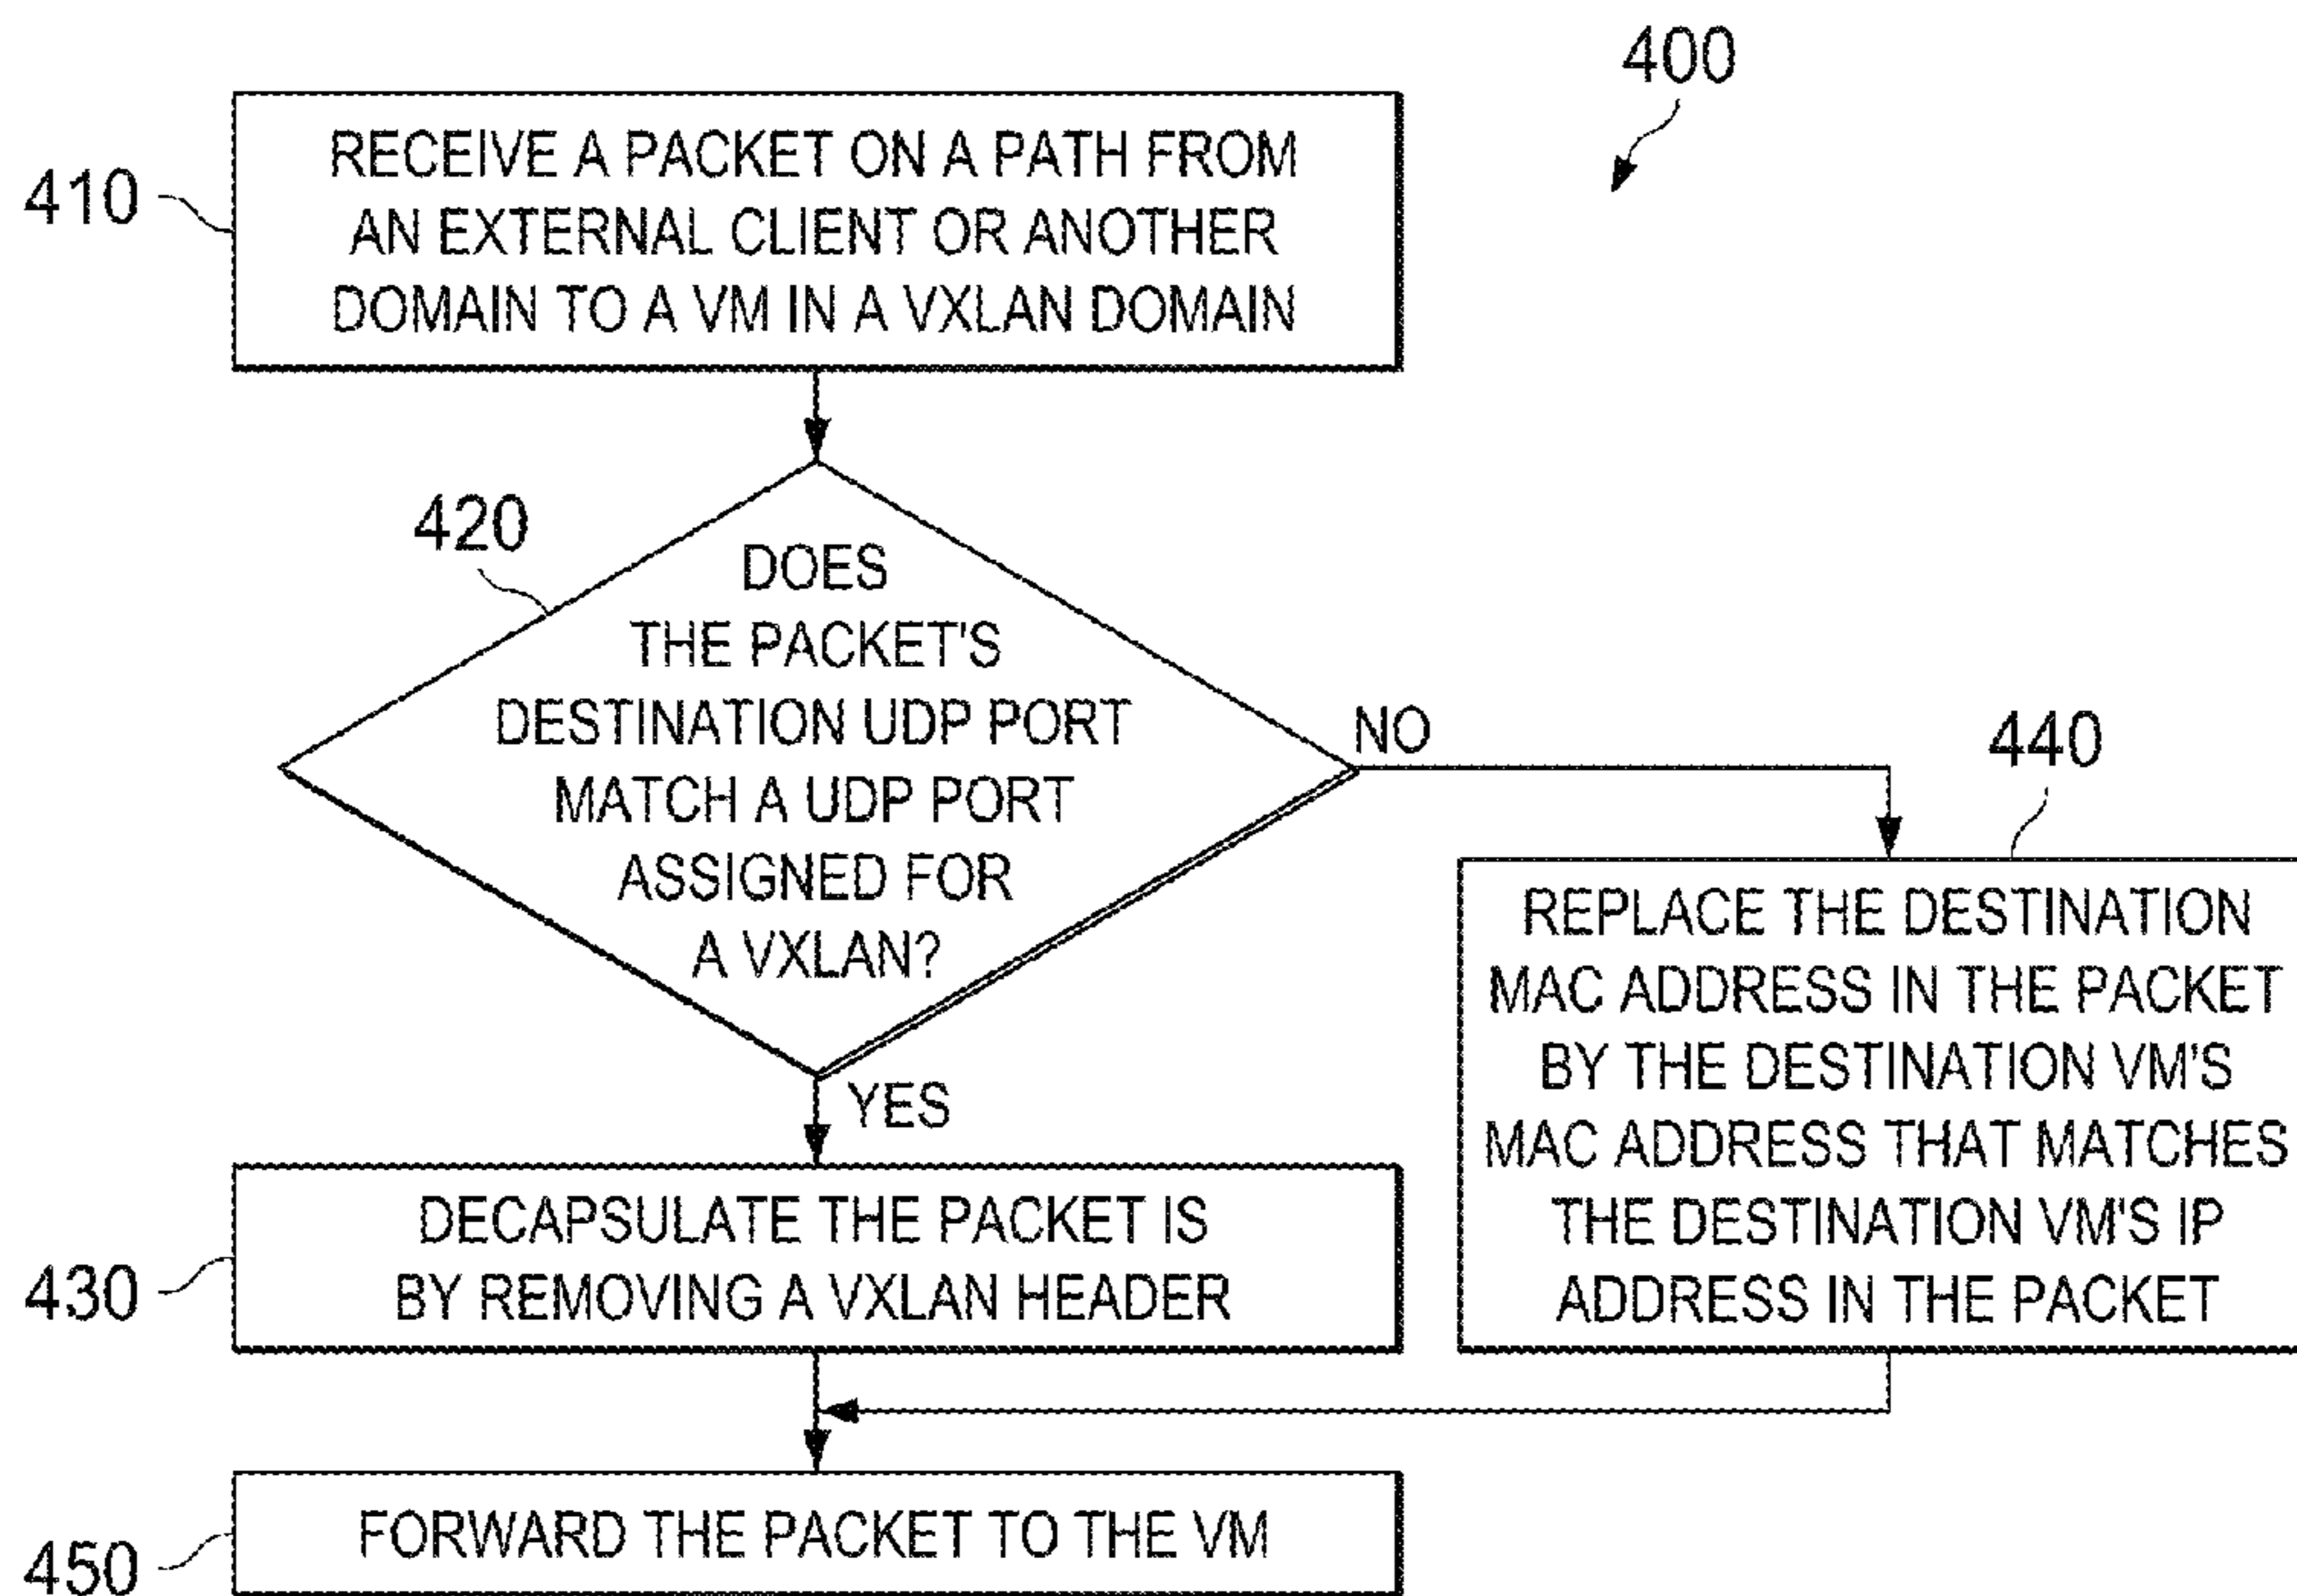 400
410
RECEIVE A PACKET ON A PATH FROM
AN EXTERNAL CLIENT OR ANOTHER
DOMAIN TO A VM IN A VXLAN DOMAIN
420
DOES
THE PACKET'S
DESTINATION UDP PORT
MATCH A UDP PORT
ASSIGNED FOR
A VXLAN?
NO
YES
440
REPLACE THE DESTINATION
MAC ADDRESS IN THE PACKET
BY THE DESTINATION VM'S
MAC ADDRESS THAT MATCHES
THE DESTINATION VM'S IP
ADDRESS IN THE PACKET
430
DECAPSULATE THE PACKET IS
BY REMOVING A VXLAN HEADER
450
FORWARD THE PACKET TO THE VM